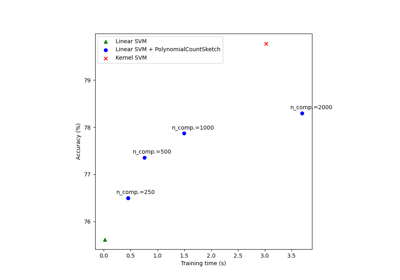 Linear SVM
Linear SVM + PolynomialCountSketch
Kernel SVM
79
78
77
76
Accuracy (%)
n_comp.=2000
n_comp.=1000
n_comp.=500
n_comp.=250
0.0 0.5 1.0 1.5 2.0 2.5 3.0 3.5
Training time (s)